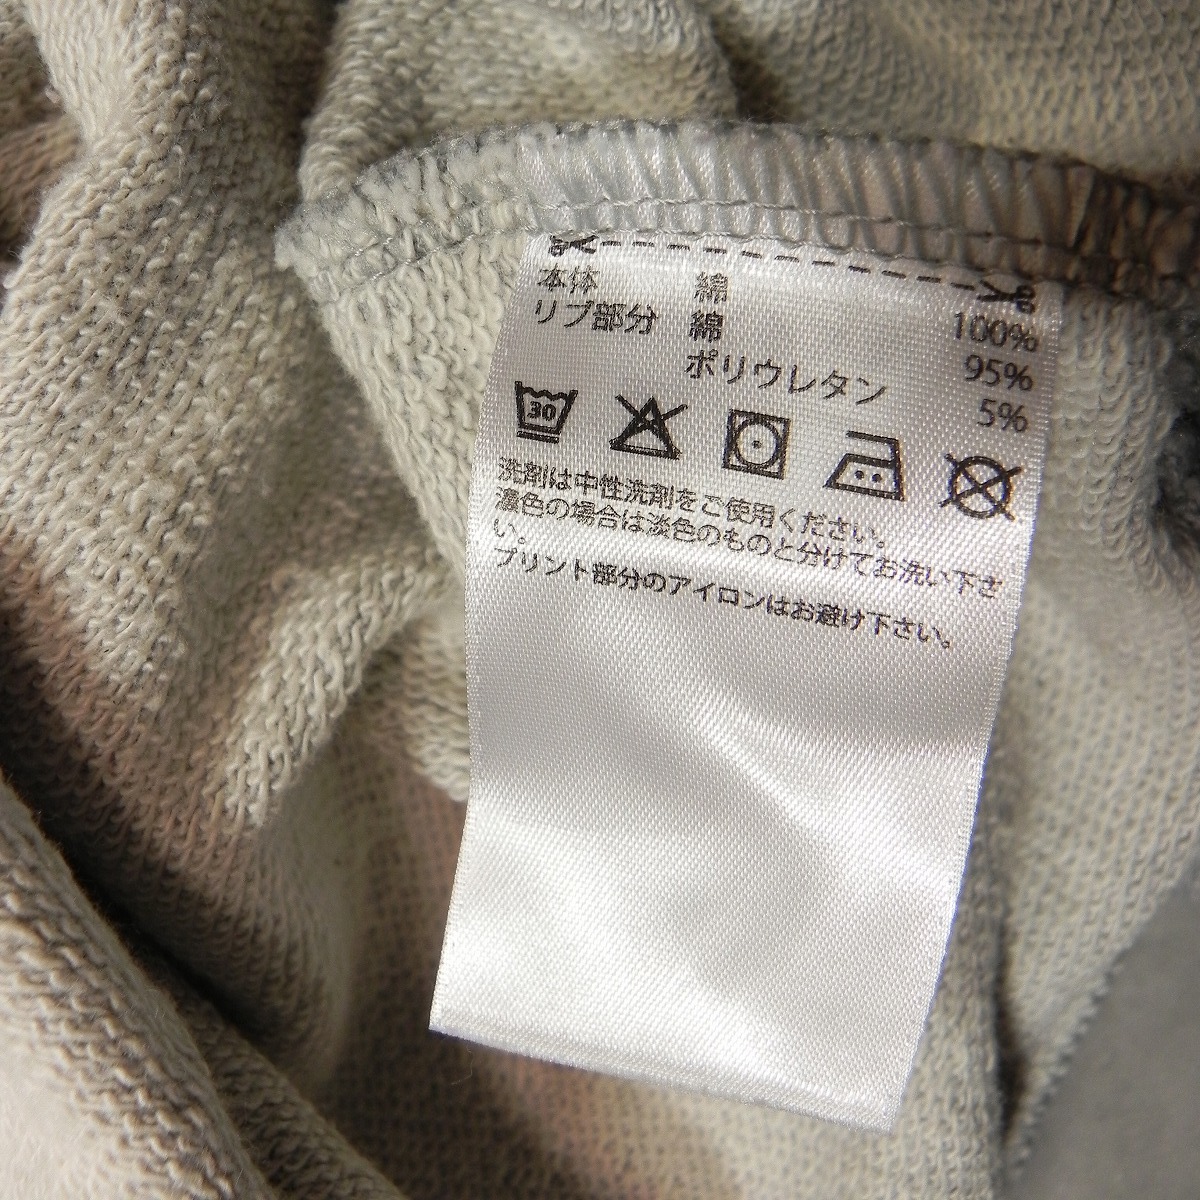 本体 綿 100%
リブ部分 綿 95%
ポリウレタン 5%
30
洗剤は中性洗剤をご使用ください。
濃色の場合は淡色のものと分けてお洗い下さ
い。
プリント部分のアイロンはお避け下さい。